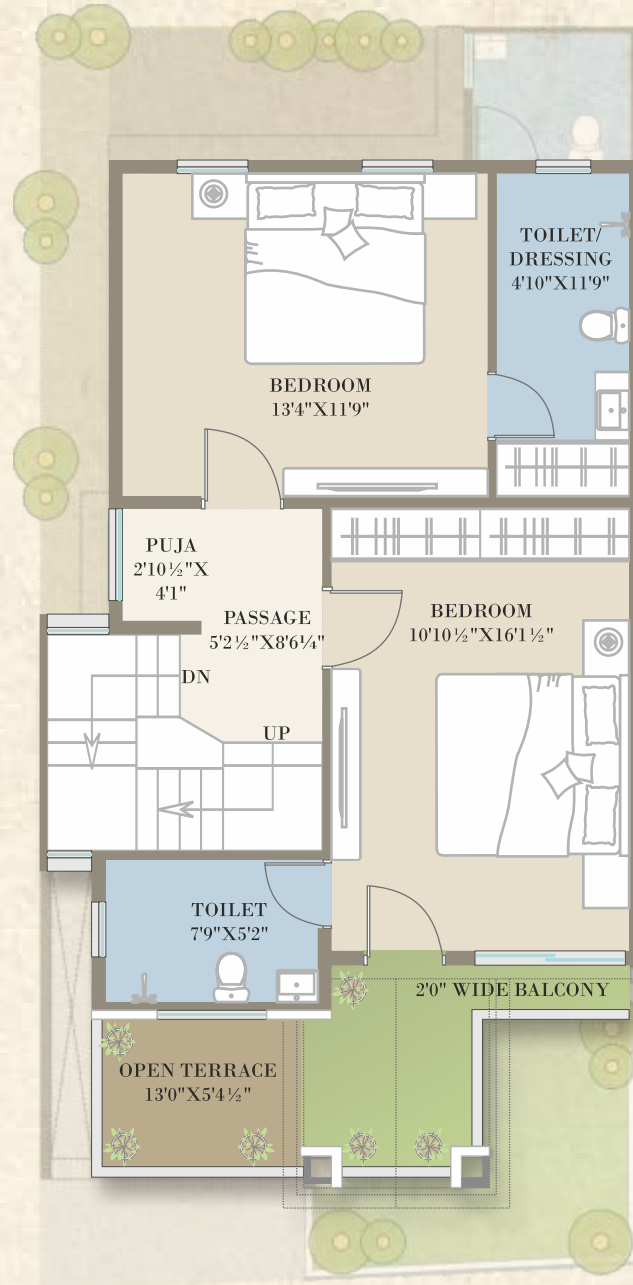 TOILET/
DRESSING
4'10"X11'9"
BEDROOM
13'4"X11'9"
PUJA
2'10½"X
4'1"
PASSAGE
5'2½"X8'6¼"
BEDROOM
10'10½"X16'1½"
DN
UP
TOILET
7'9"X5'2"
2'0" WIDE BALCONY
OPEN TERRACE
13'0"X5'4½"